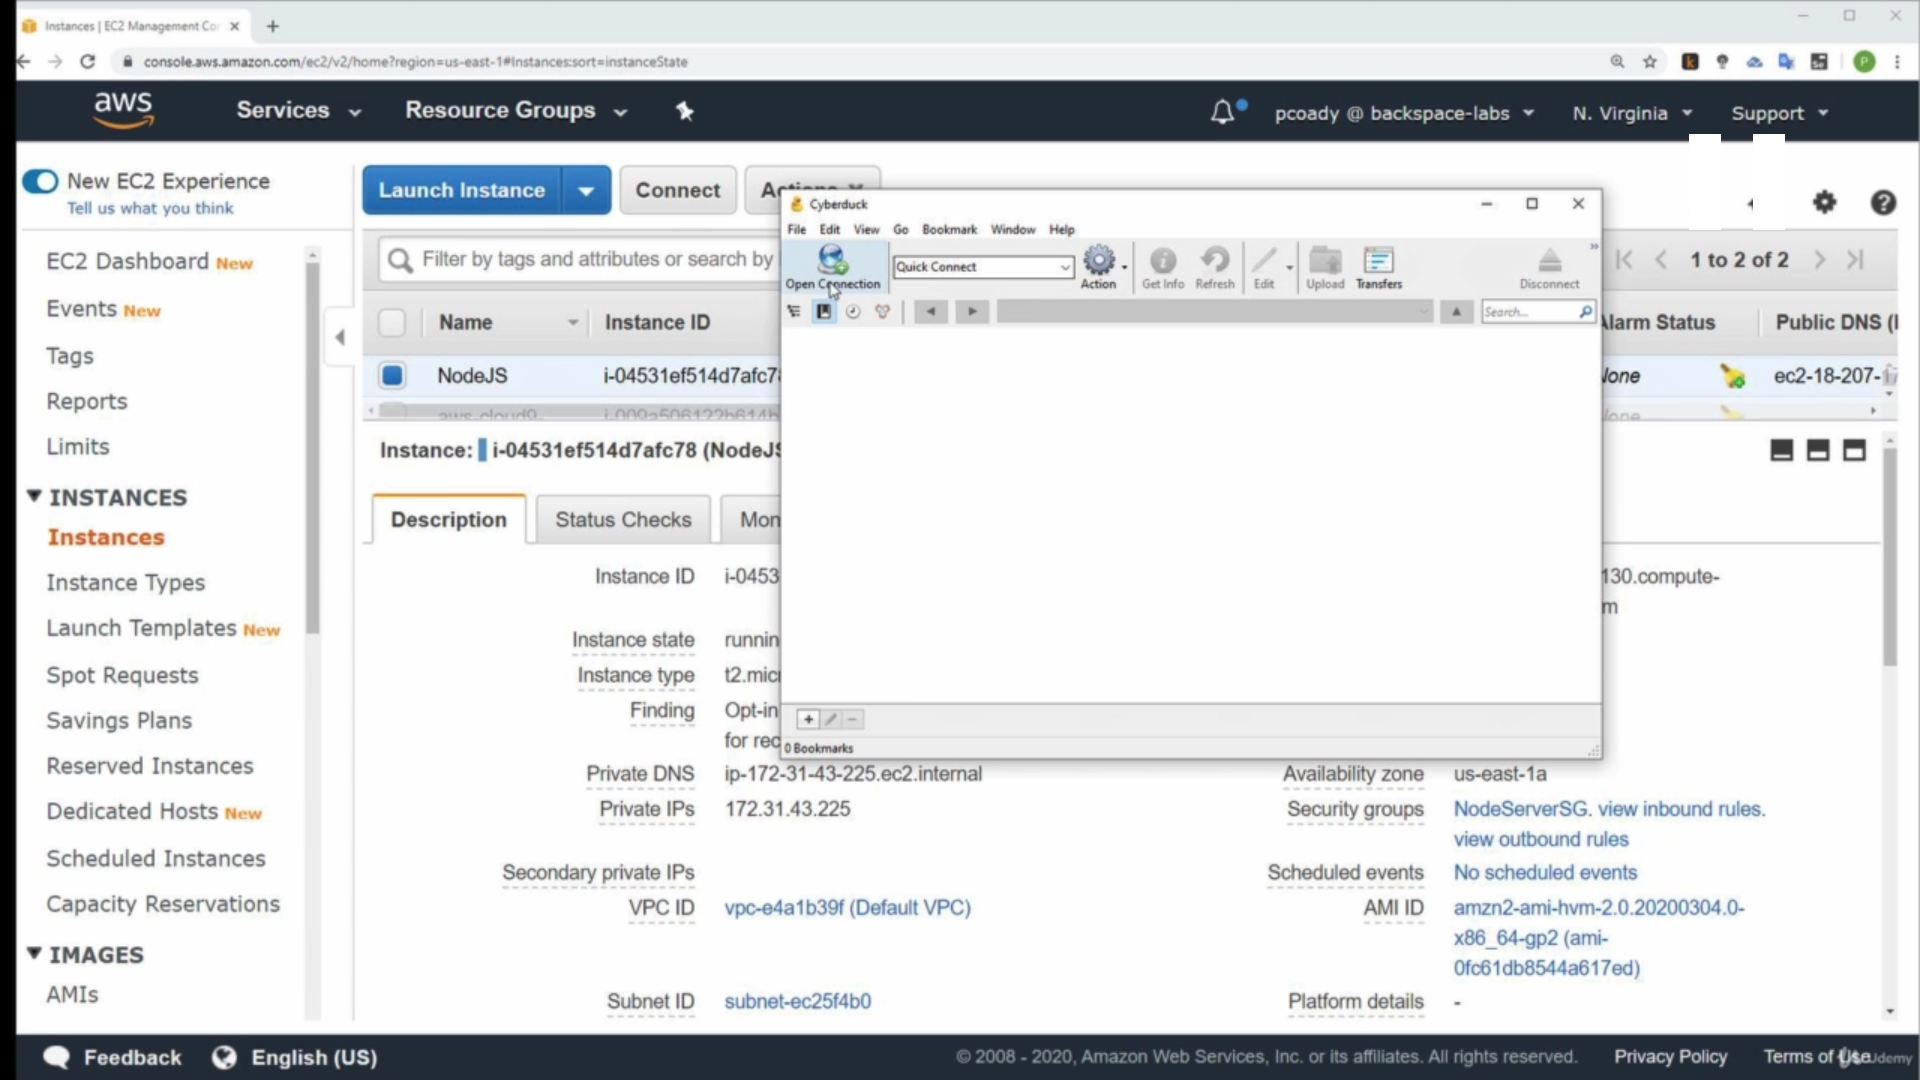 Instances | EC2 Management Co
console.aws.amazon.com/ec2/v2/home?region=us-east-1#Instances:sort=instanceState
aws
Services
Resource Groups
pcoady @ backspace-labs
N. Virginia
Support
New EC2 Experience
Tell us what you think
Launch Instance
Connect
Actions
Cyberduck
File Edit View Go Bookmark Window Help
Open Connection
Quick Connect
Action
Get Info
Refresh
Edit
Upload
Transfers
Disconnect
Search...
0 Bookmarks
Filter by tags and attributes or search by
1 to 2 of 2
Name
Instance ID
Alarm Status
Public DNS (I
NodeJS
i-04531ef514d7afc7
None
ec2-18-207-
aws-cloud9-
i-009a506122b614b
None
Instance: i-04531ef514d7afc78 (NodeJS
Description
Status Checks
Mon
Instance ID
i-0453
130.compute-
m
Instance state
runnin
Instance type
t2.mic
Finding
Opt-in
for rec
Private DNS
ip-172-31-43-225.ec2.internal
Availability zone
us-east-1a
Private IPs
172.31.43.225
Security groups
NodeServerSG. view inbound rules.
view outbound rules
Secondary private IPs
Scheduled events
No scheduled events
VPC ID
vpc-e4a1b39f (Default VPC)
AMI ID
amzn2-ami-hvm-2.0.20200304.0-
x86_64-gp2 (ami-
0fc61db8544a617ed)
Subnet ID
subnet-ec25f4b0
Platform details
-
EC2 Dashboard New
Events New
Tags
Reports
Limits
INSTANCES
Instances
Instance Types
Launch Templates New
Spot Requests
Savings Plans
Reserved Instances
Dedicated Hosts New
Scheduled Instances
Capacity Reservations
IMAGES
AMIs
Feedback
English (US)
© 2008 - 2020, Amazon Web Services, Inc. or its affiliates. All rights reserved.
Privacy Policy
Terms of Use
Udemy